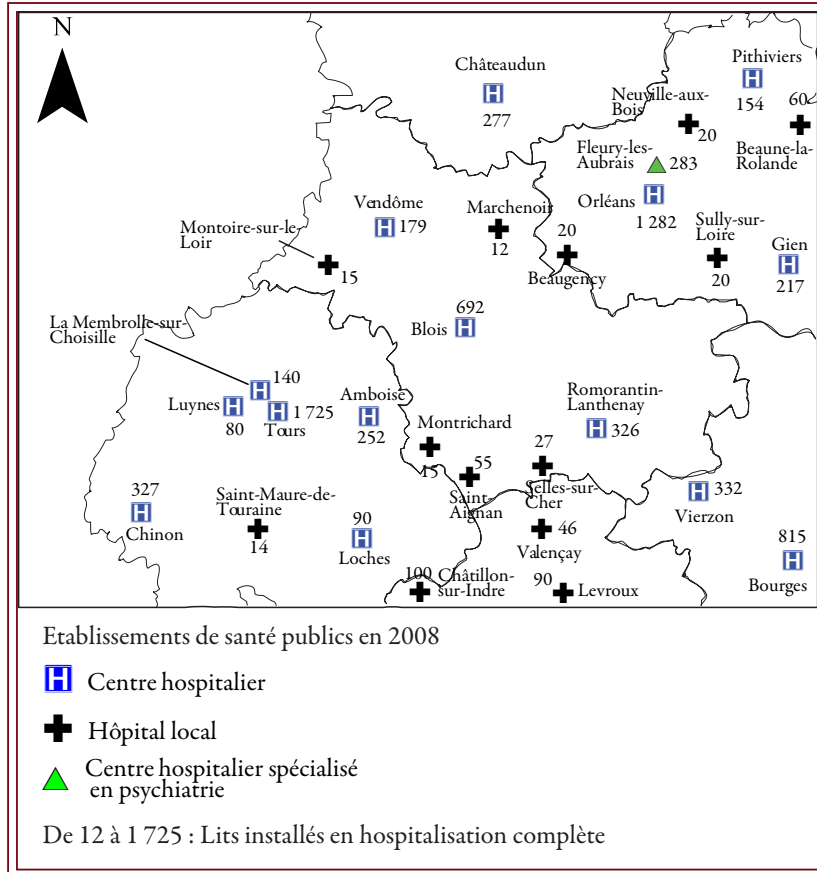 N
Châteaudun
277
Pithiviers
154
Neuville-aux-
Bois
20
60
Beaune-la-
Rolande
Fleury-les-
Aubrais
283
Orléans
1 282
Vendôme
179
Marchenoir
12
Montoire-sur-le-
Loir
15
20
Beaugency
Sully-sur-
Loire
20
Gien
217
692
Blois
La Membrolle-sur-
Choisille
140
Luynes
80
1 725
Tours
Amboise
252
Romorantin-
Lanthenay
326
Montrichard
15
55
Saint-
Aignan
27
Selles-sur-
Cher
332
Vierzon
327
Chinon
Saint-Maure-de-
Touraine
14
90
Loches
46
Valençay
815
Bourges
100
Châtillon-
sur-Indre
90
Levroux
Etablissements de santé publics en 2008
H Centre hospitalier
Hôpital local
Centre hospitalier spécialisé
en psychiatrie
De 12 à 1 725 : Lits installés en hospitalisation complète